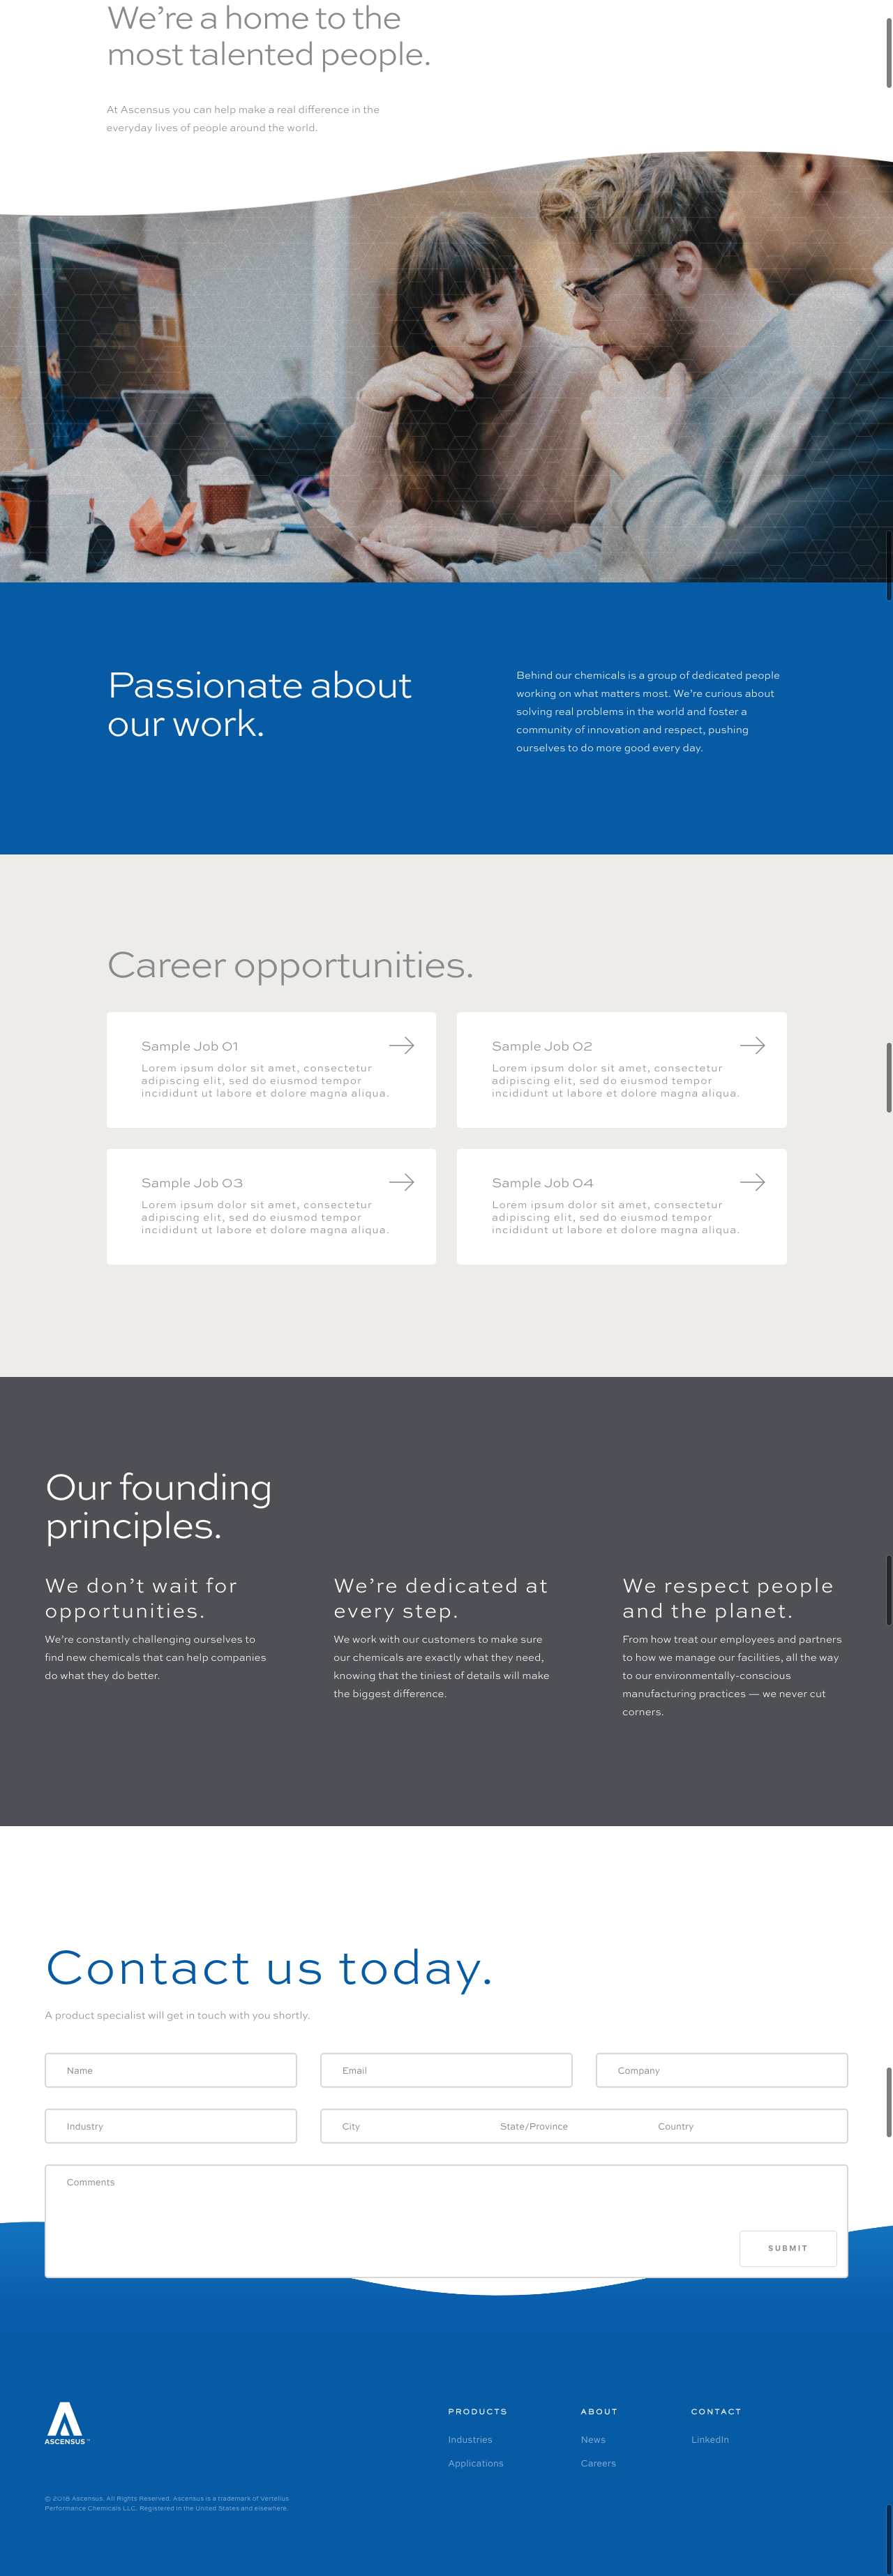 We’re a home to the
most talented people.
At Ascensus you can help make a real difference in the
everyday lives of people around the world.
Passionate about
our work.
Behind our chemicals is a group of dedicated people
working on what matters most. We’re curious about
solving real problems in the world and foster a
community of innovation and respect, pushing
ourselves to do more good every day.
Career opportunities.
Sample Job 01
Lorem ipsum dolor sit amet, consectetur
adipiscing elit, sed do eiusmod tempor
incididunt ut labore et dolore magna aliqua.
Sample Job 02
Lorem ipsum dolor sit amet, consectetur
adipiscing elit, sed do eiusmod tempor
incididunt ut labore et dolore magna aliqua.
Sample Job 03
Lorem ipsum dolor sit amet, consectetur
adipiscing elit, sed do eiusmod tempor
incididunt ut labore et dolore magna aliqua.
Sample Job 04
Lorem ipsum dolor sit amet, consectetur
adipiscing elit, sed do eiusmod tempor
incididunt ut labore et dolore magna aliqua.
Our founding
principles.
We don’t wait for
opportunities.
We’re constantly challenging ourselves to
find new chemicals that can help companies
do what they do better.
We’re dedicated at
every step.
We work with our customers to make sure
our chemicals are exactly what they need,
knowing that the tiniest of details will make
the biggest difference.
We respect people
and the planet.
From how treat our employees and partners
to how we manage our facilities, all the way
to our environmentally-conscious
manufacturing practices — we never cut
corners.
Contact us today.
A product specialist will get in touch with you shortly.
Name
Email
Company
Industry
City
State/Province
Country
Comments
SUBMIT
ASCENSUS™
PRODUCTS
Industries
Applications
ABOUT
News
Careers
CONTACT
LinkedIn
© 2018 Ascensus. All Rights Reserved. Ascensus is a trademark of Vertellus
Performance Chemicals LLC. Registered in the United States and elsewhere.